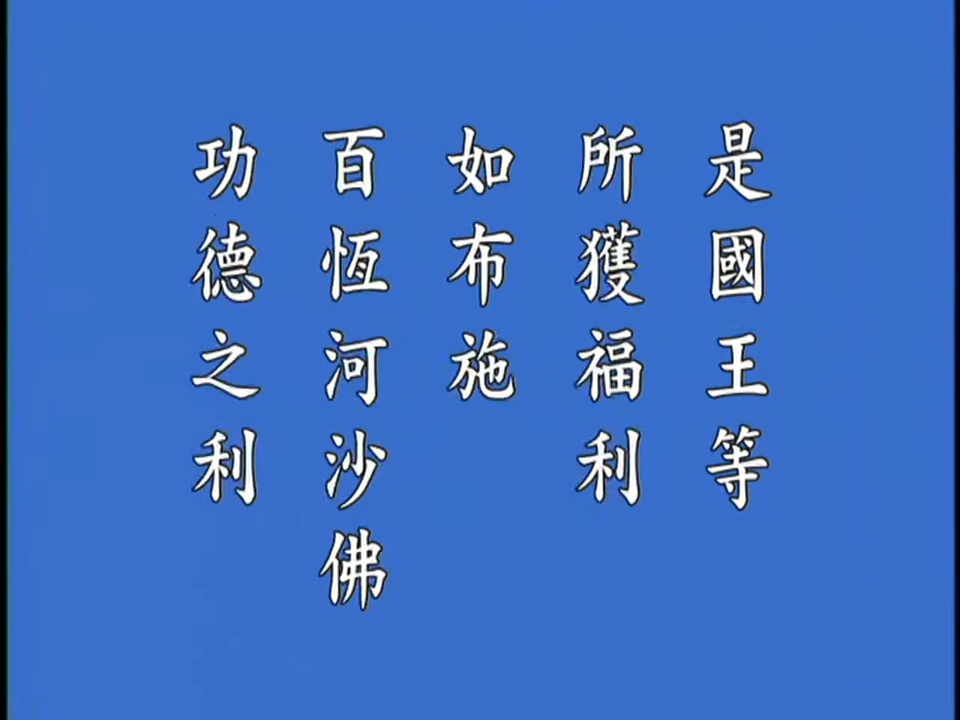 是國王等
所獲福利
如布施
百恆河沙佛
功德之利